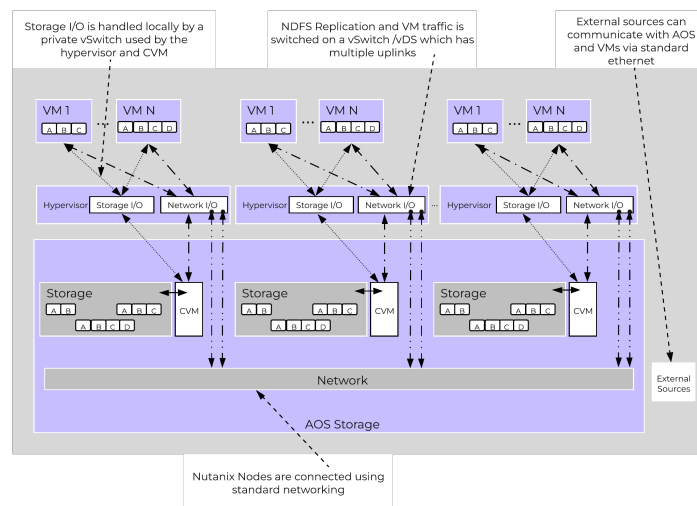 Storage I/O is handled locally by a
private vSwitch used by the
hypervisor and CVM
NDFS Replication and VM traffic is
switched on a vSwitch /vDS which has
multiple uplinks
External sources can
communicate with AOS
and VMs via standard
ethernet
VM 1 ... VM N
A B C
A B C D
VM 1 ... VM N
A B C
A B C D
VM 1 ... VM N
A B C
A B C D
Hypervisor Storage I/O Network I/O
Hypervisor Storage I/O Network I/O ...
Hypervisor Storage I/O Network I/O
Storage
A B
A B C
A B C D
CVM
Storage
A B
A B C
A B C D
CVM
Storage
A B
A B C
A B C D
CVM
Network
AOS Storage
External
Sources
Nutanix Nodes are connected using
standard networking